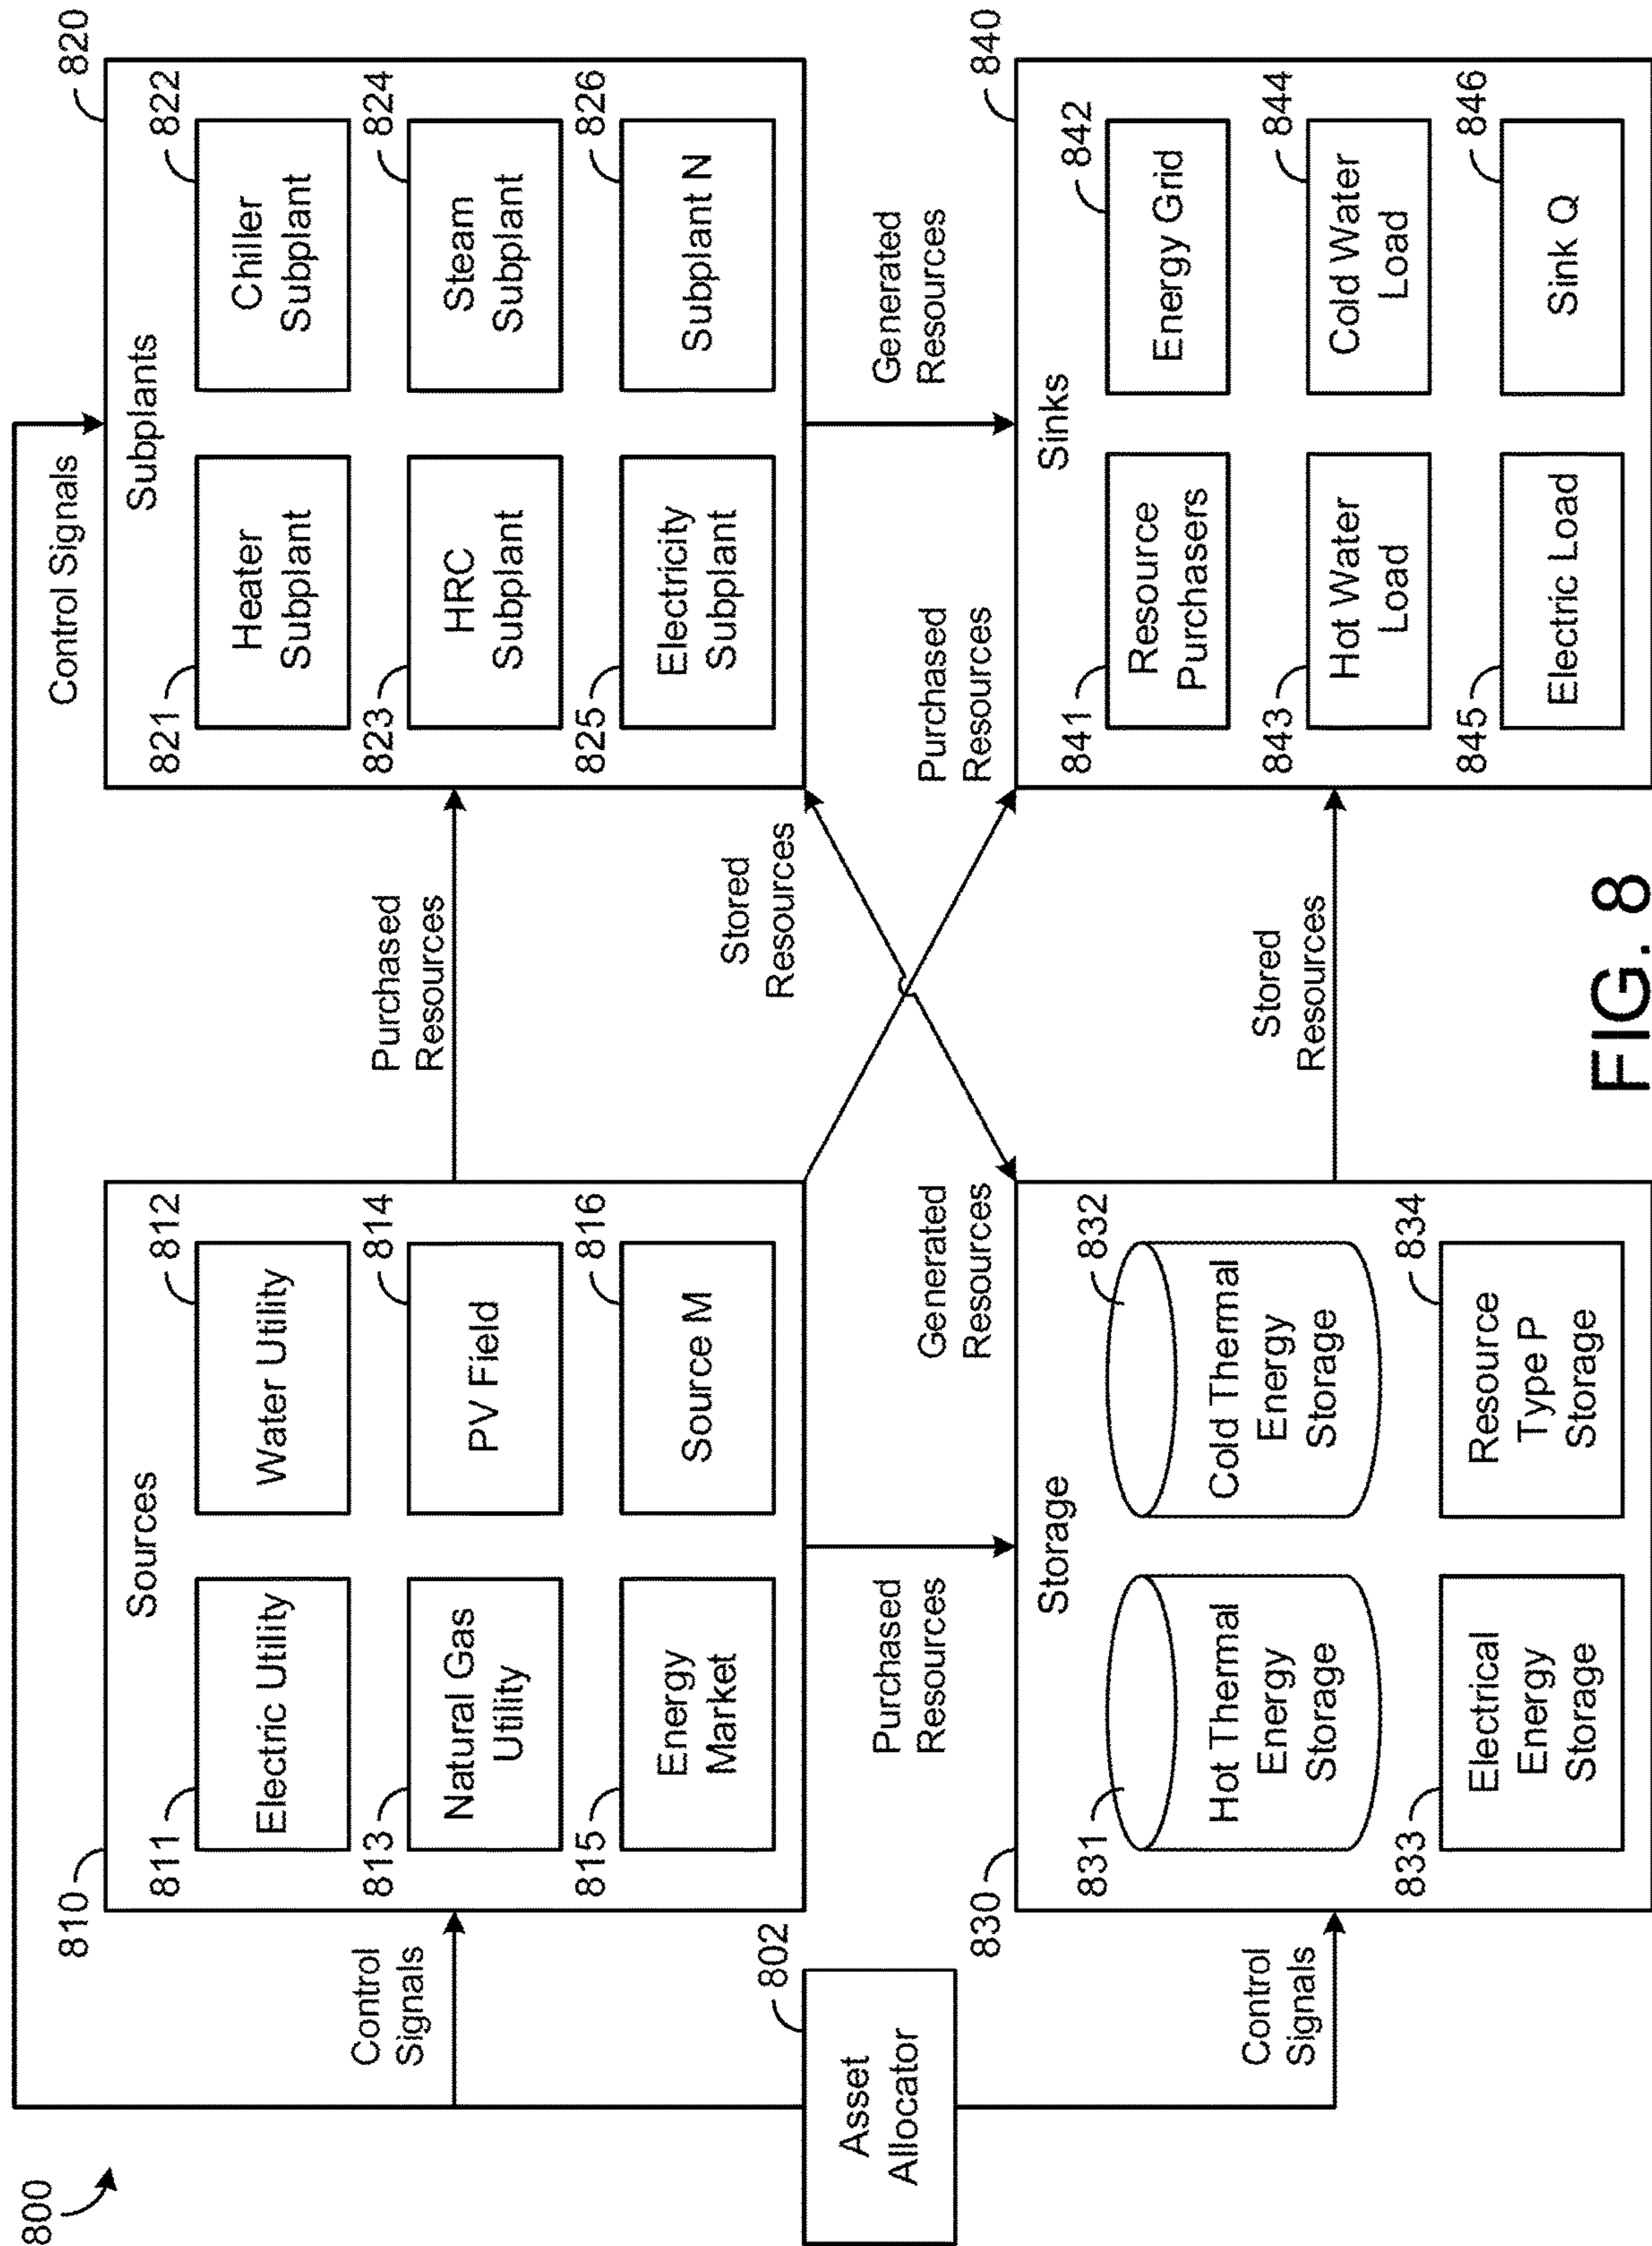 800
Control Signals
810
Sources
811
Electric Utility
812
Water Utility
813
Natural Gas
Utility
814
PV Field
815
Energy
Market
816
Source M
Control
Signals
Purchased
Resources
820
Subplants
821
Heater
Subplant
822
Chiller
Subplant
823
HRC
Subplant
824
Steam
Subplant
825
Electricity
Subplant
826
Subplant N
802
Asset
Allocator
Purchased
Resources
Generated
Resources
Stored
Resources
Purchased
Resources
Generated
Resources
830
Storage
831
Hot Thermal
Energy
Storage
832
Cold Thermal
Energy
Storage
833
Electrical
Energy
Storage
834
Resource
Type P
Storage
Control
Signals
Stored
Resources
840
Sinks
841
Resource
Purchasers
842
Energy Grid
843
Hot Water
Load
844
Cold Water
Load
845
Electric Load
846
Sink Q
FIG. 8